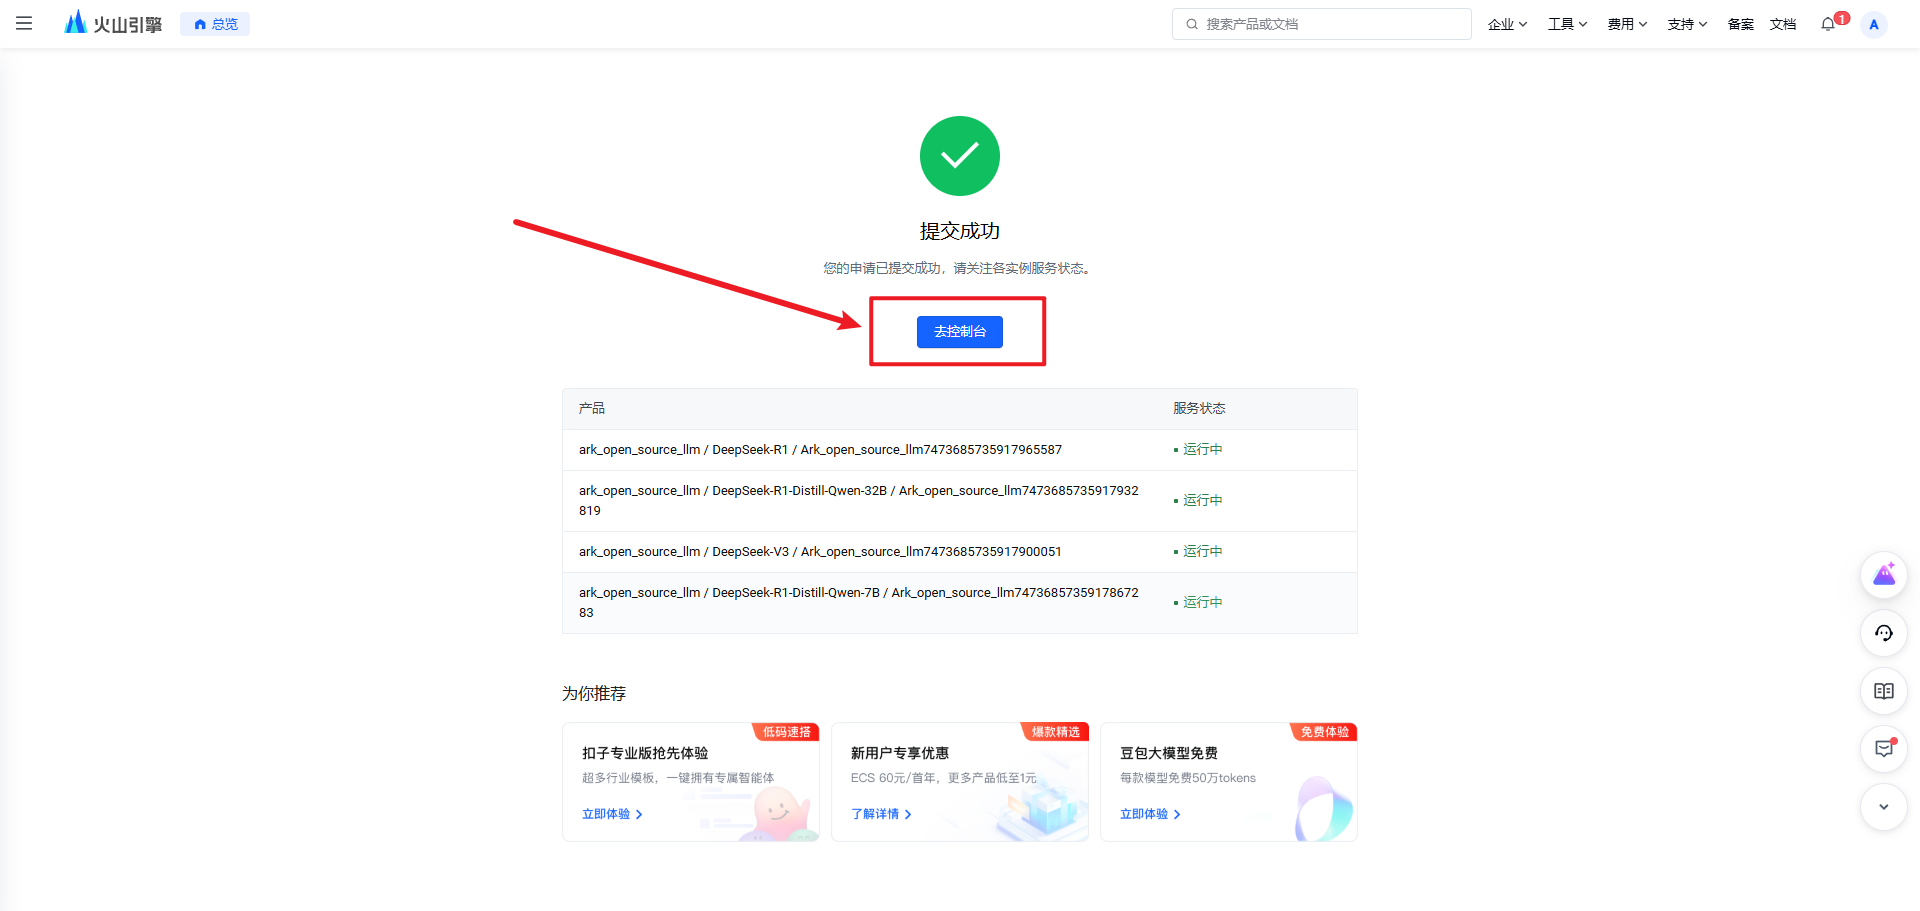 火山引擎
总览
搜索产品或文档
企业
工具
费用
支持
备案
文档
1
A
提交成功
您的申请已提交成功，请关注各实例服务状态。
去控制台
产品
服务状态
ark_open_source_llm / DeepSeek-R1 / Ark_open_source_llm7473685735917965587
运行中
ark_open_source_llm / DeepSeek-R1-Distill-Qwen-32B / Ark_open_source_llm7473685735917932
819
运行中
ark_open_source_llm / DeepSeek-V3 / Ark_open_source_llm7473685735917900051
运行中
ark_open_source_llm / DeepSeek-R1-Distill-Qwen-7B / Ark_open_source_llm74736857359178672
83
运行中
为你推荐
低码速搭
扣子专业版抢先体验
超多行业模板，一键拥有专属智能体
立即体验
爆款精选
新用户专享优惠
ECS 60元/首年，更多产品低至1元
了解详情
免费体验
豆包大模型免费
每款模型免费50万tokens
立即体验